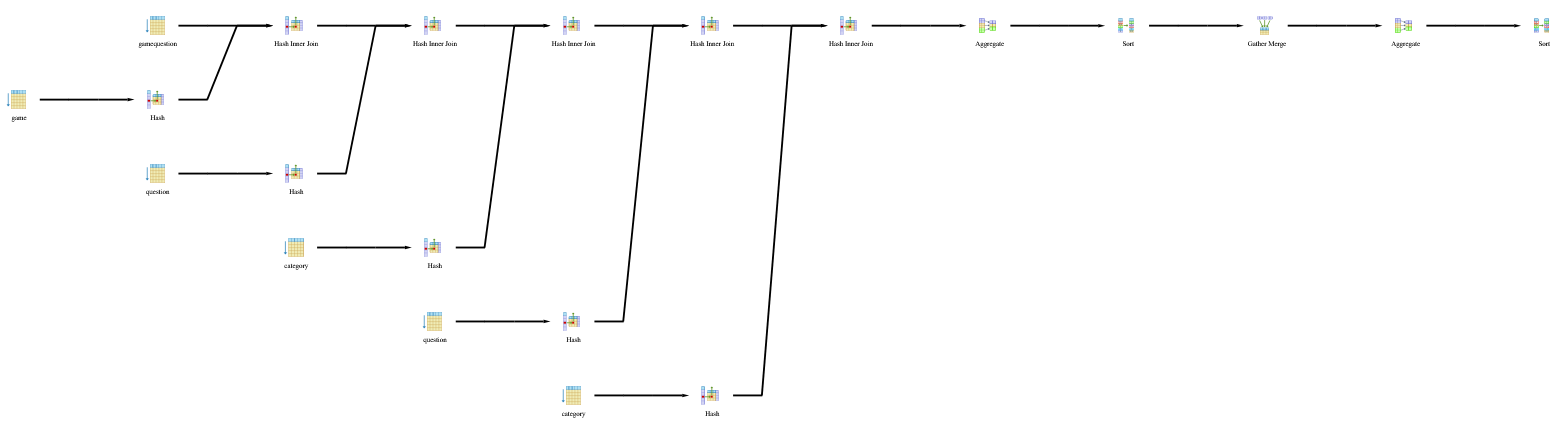 gamequestion
Hash Inner Join
Hash Inner Join
Hash Inner Join
Hash Inner Join
Hash Inner Join
Aggregate
Sort
Gather Merge
Aggregate
Sort
game
Hash
question
Hash
category
Hash
question
Hash
category
Hash